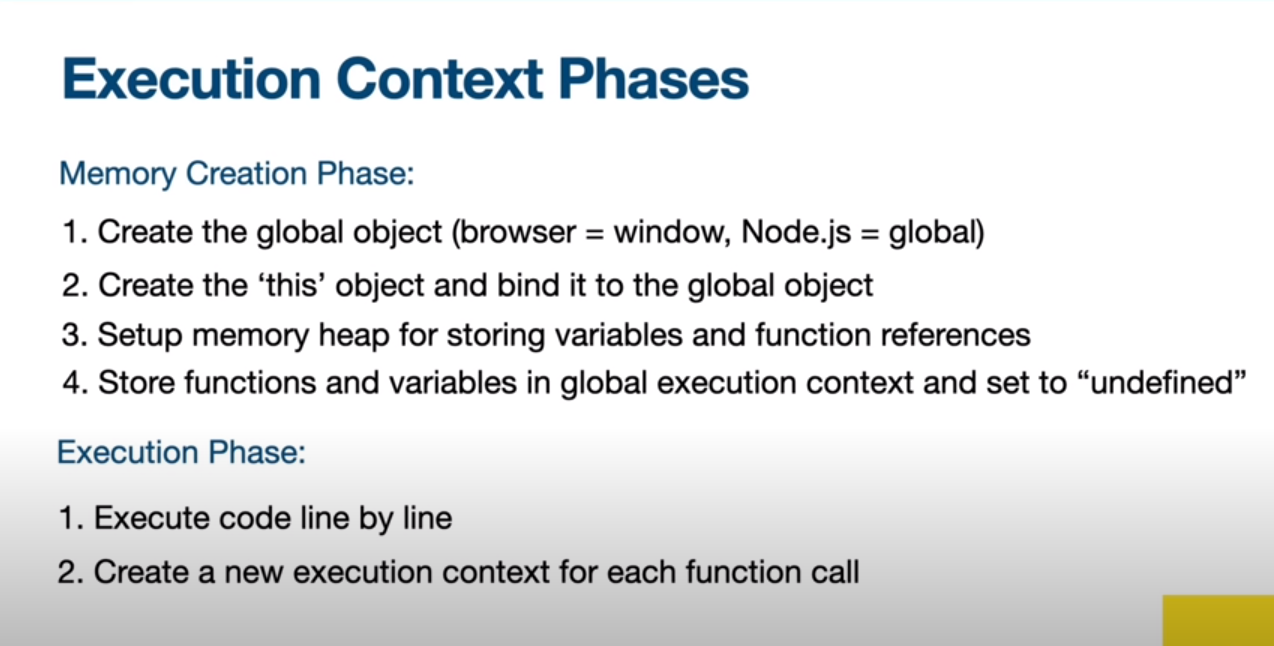 Execution Context Phases
Memory Creation Phase:
1. Create the global object (browser = window, Node.js = global)
2. Create the ‘this’ object and bind it to the global object
3. Setup memory heap for storing variables and function references
4. Store functions and variables in global execution context and set to “undefined”
Execution Phase:
1. Execute code line by line
2. Create a new execution context for each function call